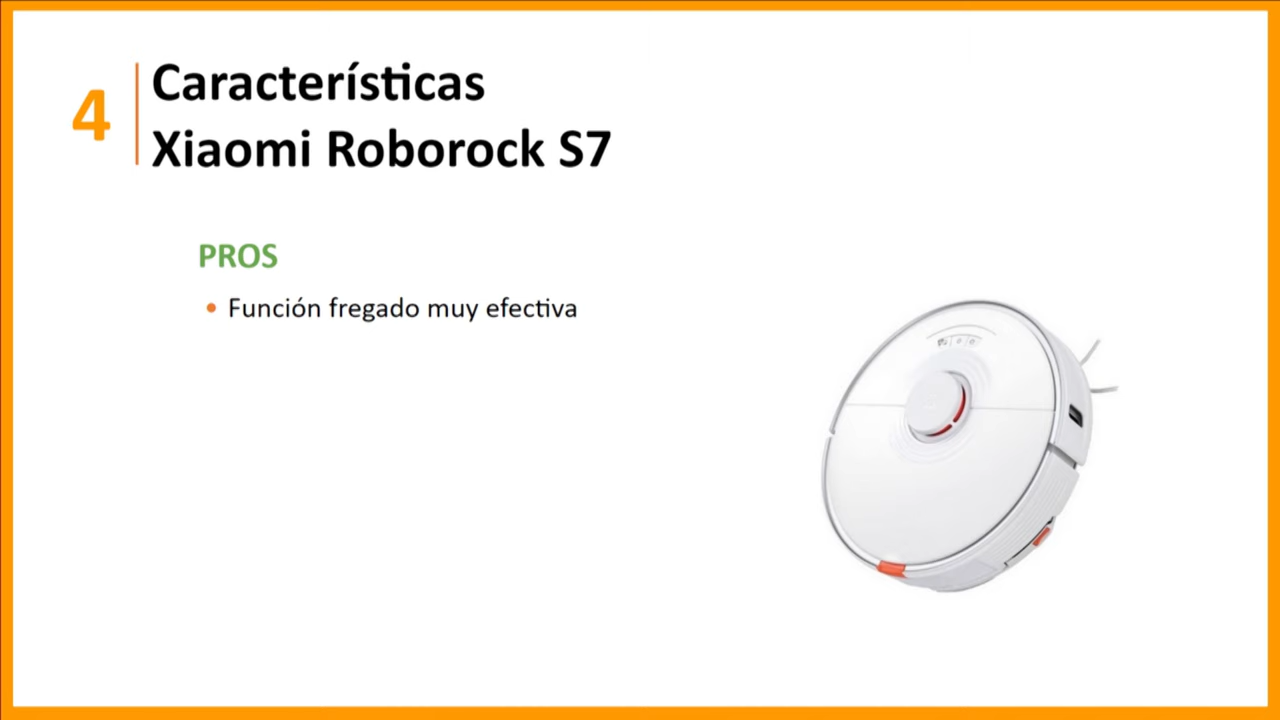 4
Características
Xiaomi Roborock S7
PROS
• Función fregado muy efectiva